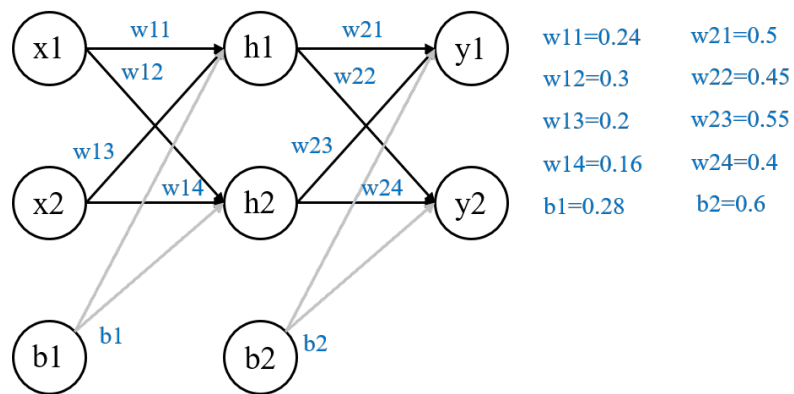 x1
w11
h1
w21
y1
w12
w22
w13
w23
x2
w14
h2
w24
y2
b1
b1
b2
b2
w11=0.24
w21=0.5
w12=0.3
w22=0.45
w13=0.2
w23=0.55
w14=0.16
w24=0.4
b1=0.28
b2=0.6